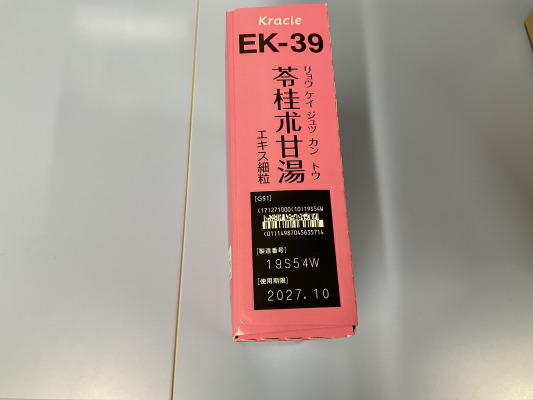 Kracie
EK-39
苓桂朮甘湯
リョウ ケイ ジュツ カン トウ
エキス細粒
[GS1]
(17)271000(10)19S54W
(01)14987045635714
[製造番号]
19S54W
[使用期限]
2027.10